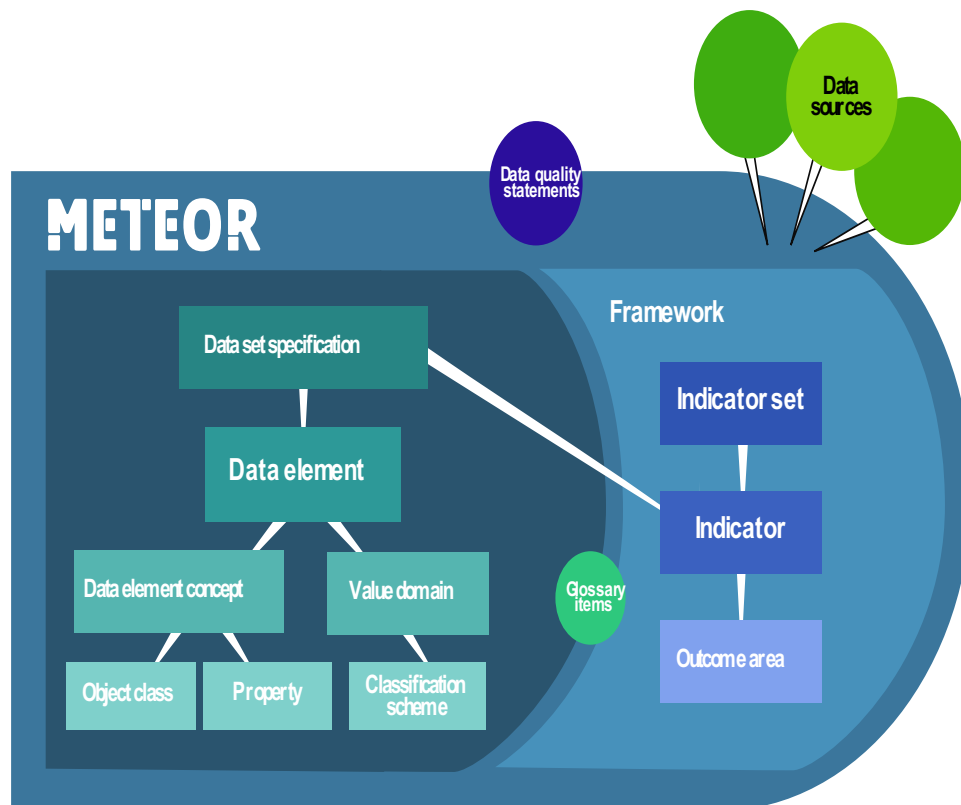 Data
sources
Data quality
statements
METEOR
Framework
Data set specification
Indicator set
Data element
Indicator
Data element concept
Value domain
Glossary
items
Outcome area
Object class
Property
Classification
scheme